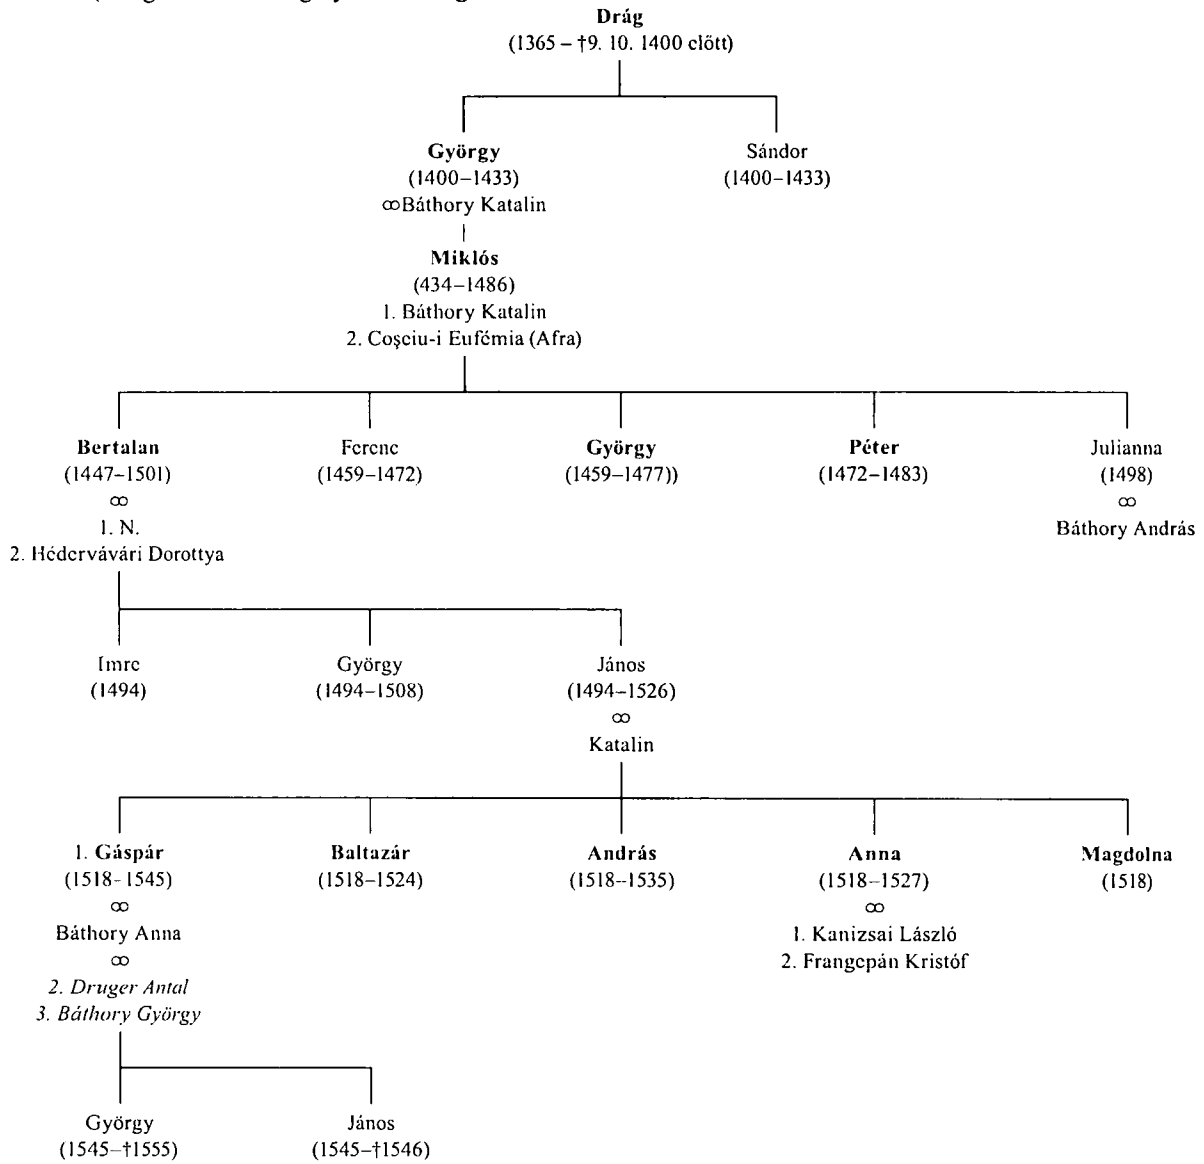 Drág
(1365 – †9. 10. 1400 előtt)
György
(1400–1433)
∞Báthory Katalin
Sándor
(1400–1433)
Miklós
(434–1486)
1. Báthory Katalin
2. Coşciu-i Eufémia (Afra)
Bertalan
(1447–1501)
∞
1. N.
2. Hédervávári Dorottya
Ferenc
(1459–1472)
György
(1459–1477))
Péter
(1472–1483)
Julianna
(1498)
∞
Báthory András
Imre
(1494)
György
(1494–1508)
János
(1494–1526)
∞
Katalin
1. Gáspár
(1518–1545)
∞
Báthory Anna
∞
2. Druger Antal
3. Báthory György
Baltazár
(1518–1524)
András
(1518–1535)
Anna
(1518–1527)
∞
1. Kanizsai László
2. Frangepán Kristóf
Magdolna
(1518)
György
(1545–†1555)
János
(1545–†1546)